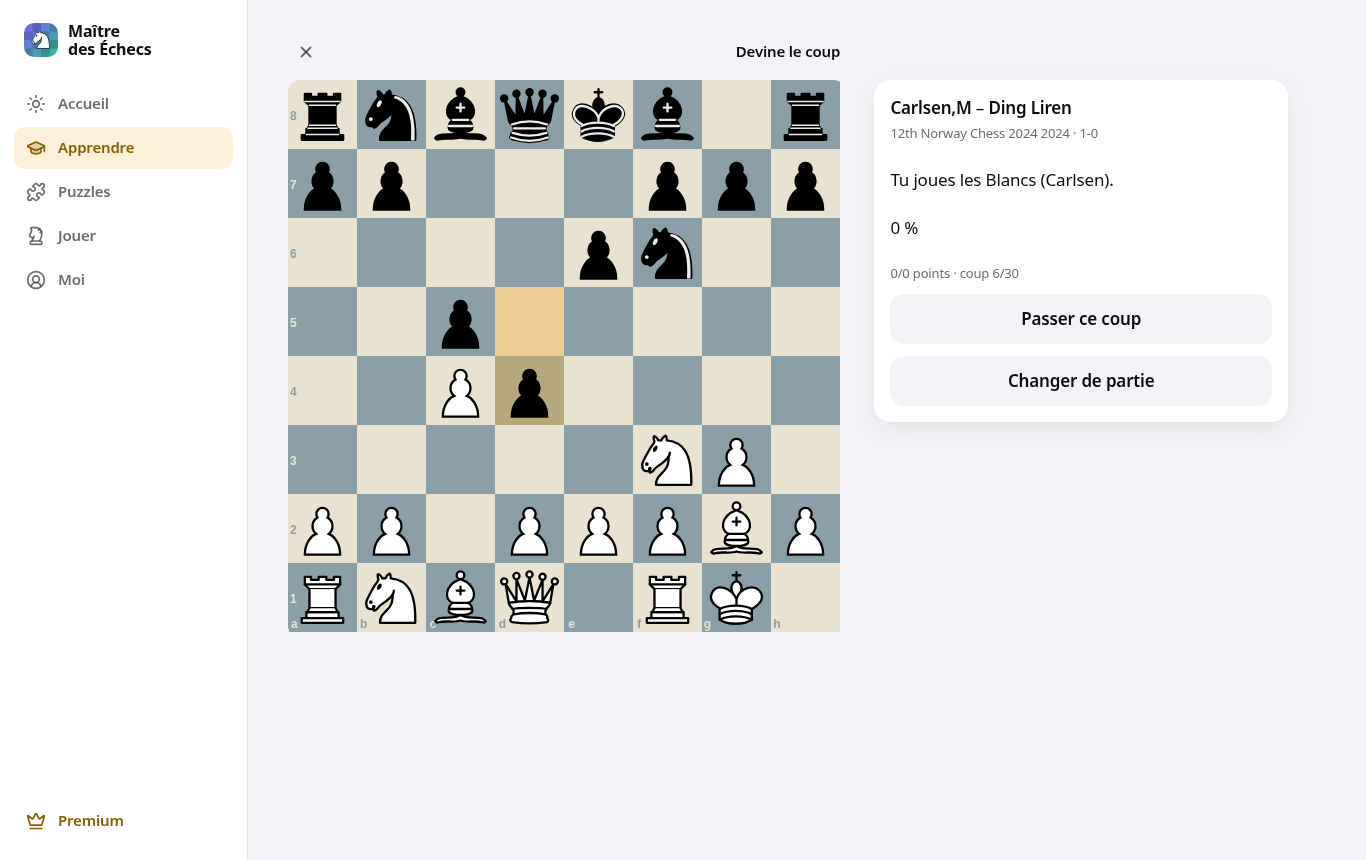 Maître
des Échecs
Accueil
Apprendre
Puzzles
Jouer
Moi
Premium
Devine le coup
8
7
6
5
4
3
2
1
a b c d e f g h
Carlsen,M – Ding Liren
12th Norway Chess 2024 2024 · 1-0
Tu joues les Blancs (Carlsen).
0 %
0/0 points · coup 6/30
Passer ce coup
Changer de partie